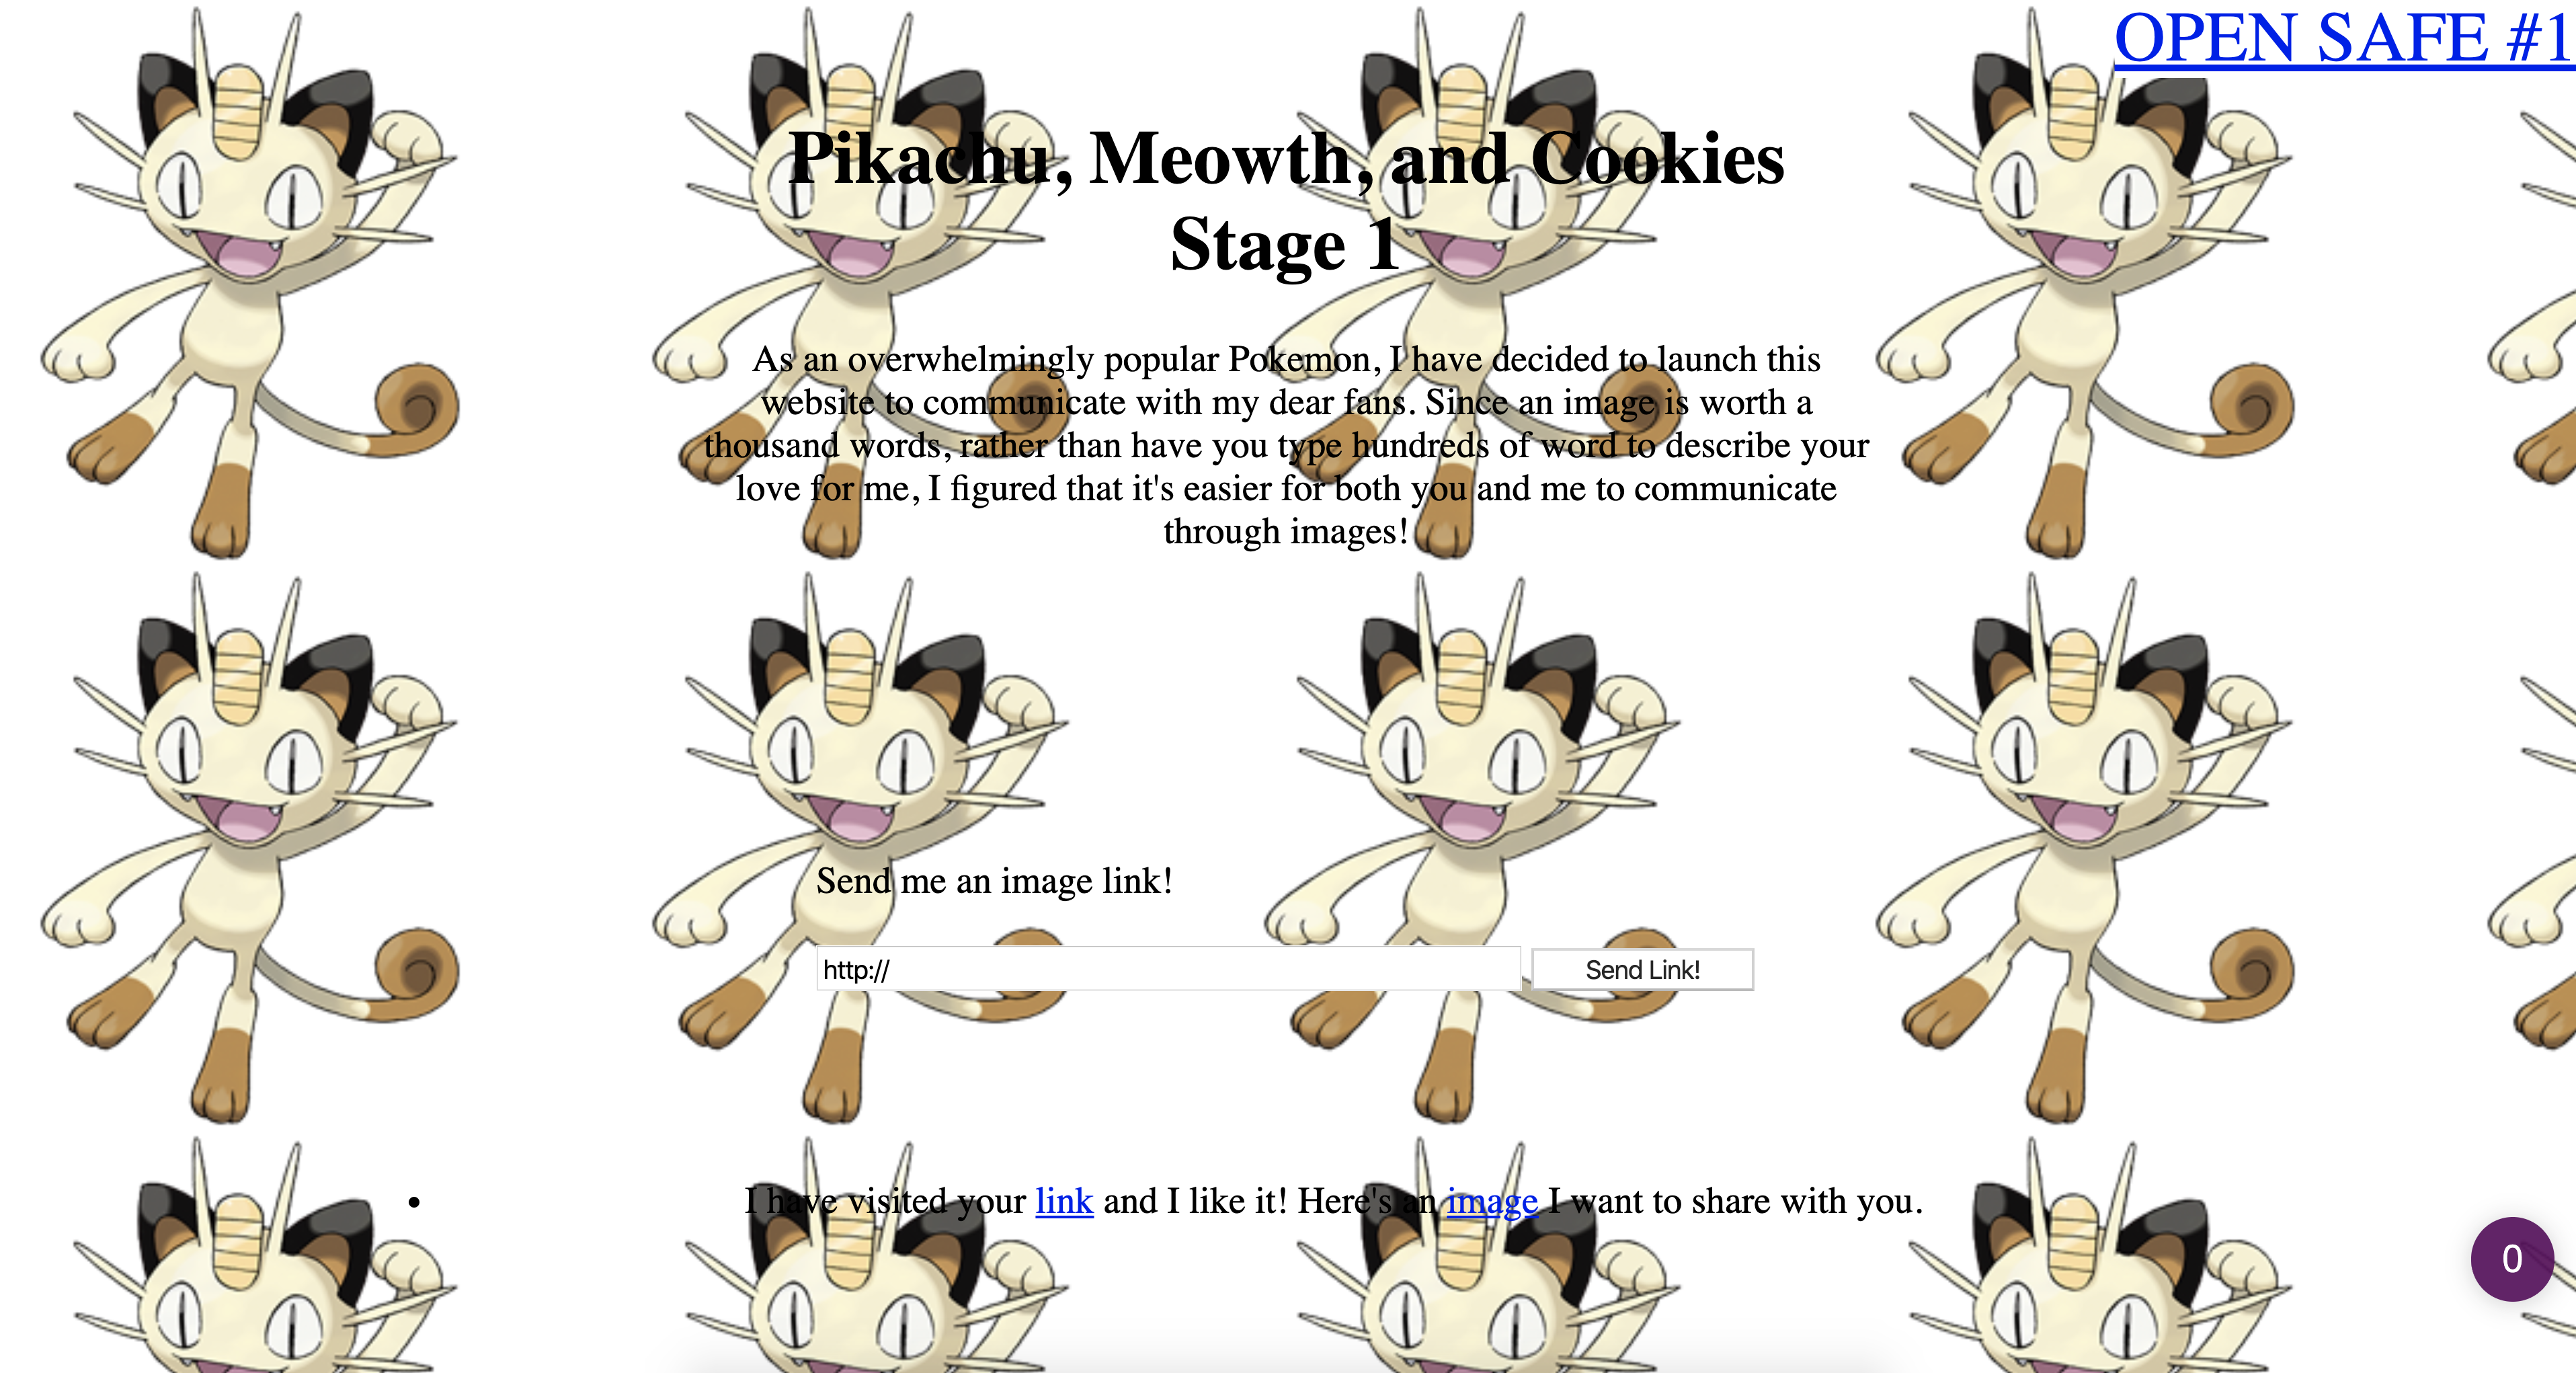 OPEN SAFE #1
Pikachu, Meowth, and Cookies
Stage 1
As an overwhelmingly popular Pokemon, I have decided to launch this
website to communicate with my dear fans. Since an image is worth a
thousand words, rather than have you type hundreds of word to describe your
love for me, I figured that it's easier for both you and me to communicate
through images!
Send me an image link!
http://
Send Link!
• I have visited your link and I like it! Here's an image I want to share with you.
0